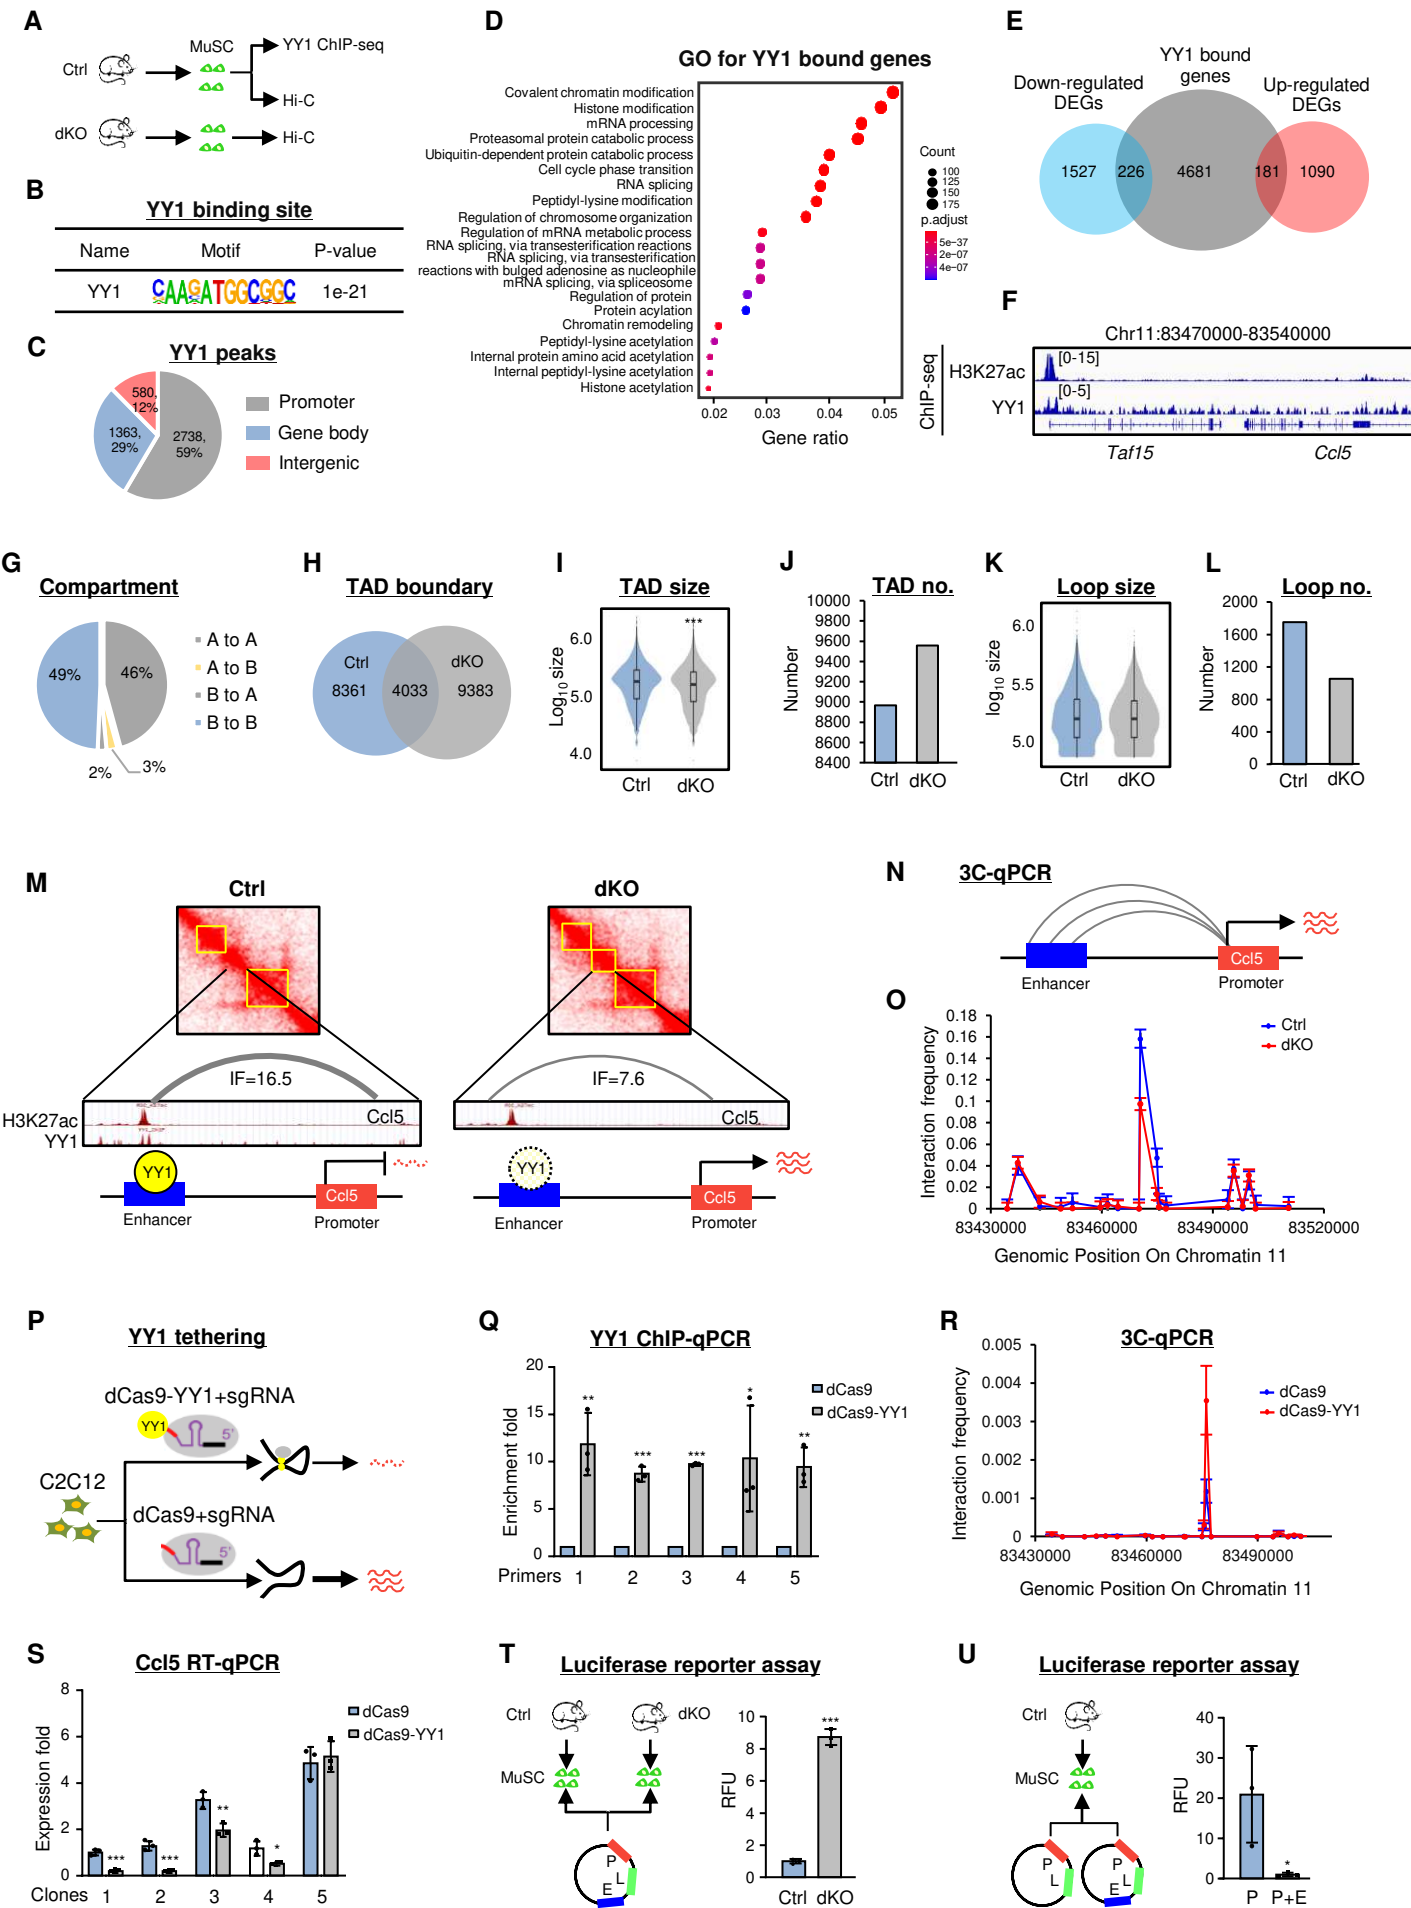 A
Ctrl
MuSC
YY1 ChIP-seq
Hi-C
dKO
Hi-C
B
YY1 binding site
Name Motif P-value
YY1 CAAGATGGCGGC 1e-21
C
YY1 peaks
580,
12%
1363,
29%
2738,
59%
Promoter
Gene body
Intergenic
D
GO for YY1 bound genes
Covalent chromatin modification
Histone modification
mRNA processing
Proteasomal protein catabolic process
Ubiquitin-dependent protein catabolic process
Cell cycle phase transition
RNA splicing
Peptidyl-lysine modification
Regulation of chromosome organization
Regulation of mRNA metabolic process
RNA splicing, via transesterification reactions
RNA splicing, via transesterification
reactions with bulged adenosine as nucleophile
mRNA splicing, via spliceosome
Regulation of protein
Protein acylation
Chromatin remodeling
Peptidyl-lysine acetylation
Internal protein amino acid acetylation
Internal peptidyl-lysine acetylation
Histone acetylation
0.02 0.03 0.04 0.05
Gene ratio
Count
100
125
150
175
p.adjust
5e-37
2e-07
4e-07
E
Down-regulated
DEGs
YY1 bound
genes
Up-regulated
DEGs
1527 226 4681 181 1090
F
Chr11:83470000-83540000
ChIP-seq
H3K27ac [0-15]
YY1 [0-5]
Taf15 Ccl5
G
Compartment
49% 46%
2% 3%
A to A
A to B
B to A
B to B
H
TAD boundary
Ctrl dKO
8361 4033 9383
I
TAD size
Log10 size
6.0
5.0
4.0
***
Ctrl dKO
J
TAD no.
Number
10000
9800
9600
9400
9200
9000
8800
8600
8400
Ctrl dKO
K
Loop size
log10 size
6.0
5.5
5.0
Ctrl dKO
L
Loop no.
Number
2000
1600
1200
800
400
0
Ctrl dKO
M
Ctrl dKO
IF=16.5 IF=7.6
H3K27ac
YY1
Ccl5 Ccl5
YY1 YY1
Ccl5 Ccl5
Enhancer Promoter Enhancer Promoter
N
3C-qPCR
Ccl5
Enhancer Promoter
O
Interaction frequency
0.18
0.16
0.14
0.12
0.1
0.08
0.06
0.04
0.02
0
Ctrl
dKO
83430000 83460000 83490000 83520000
Genomic Position On Chromatin 11
P
YY1 tethering
dCas9-YY1+sgRNA
YY1 5'
C2C12
dCas9+sgRNA
5'
Q
YY1 ChIP-qPCR
Enrichment fold
20
15
10
5
0
** *** *** * **
dCas9
dCas9-YY1
Primers 1 2 3 4 5
R
3C-qPCR
Interaction frequency
0.005
0.004
0.003
0.002
0.001
0
dCas9
dCas9-YY1
83430000 83460000 83490000
Genomic Position On Chromatin 11
S
Ccl5 RT-qPCR
Expression fold
8
6
4
2
0
*** *** ** *
dCas9
dCas9-YY1
Clones 1 2 3 4 5
T
Luciferase reporter assay
Ctrl dKO
MuSC
P
L
E
RFU
10
8
6
4
2
0
***
Ctrl dKO
U
Luciferase reporter assay
Ctrl
MuSC
P
L
P
L
E
RFU
40
30
20
10
0
*
P P+E